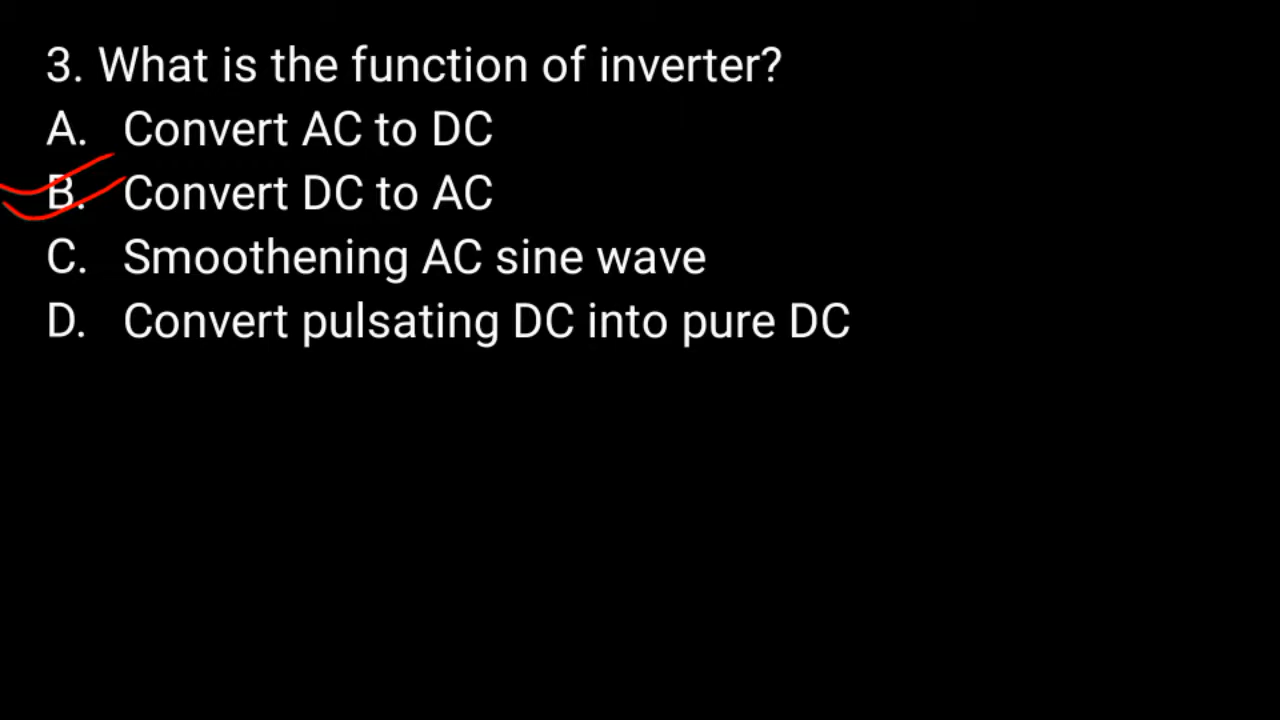 3. What is the function of inverter?
A. Convert AC to DC
B. Convert DC to AC
C. Smoothening AC sine wave
D. Convert pulsating DC into pure DC